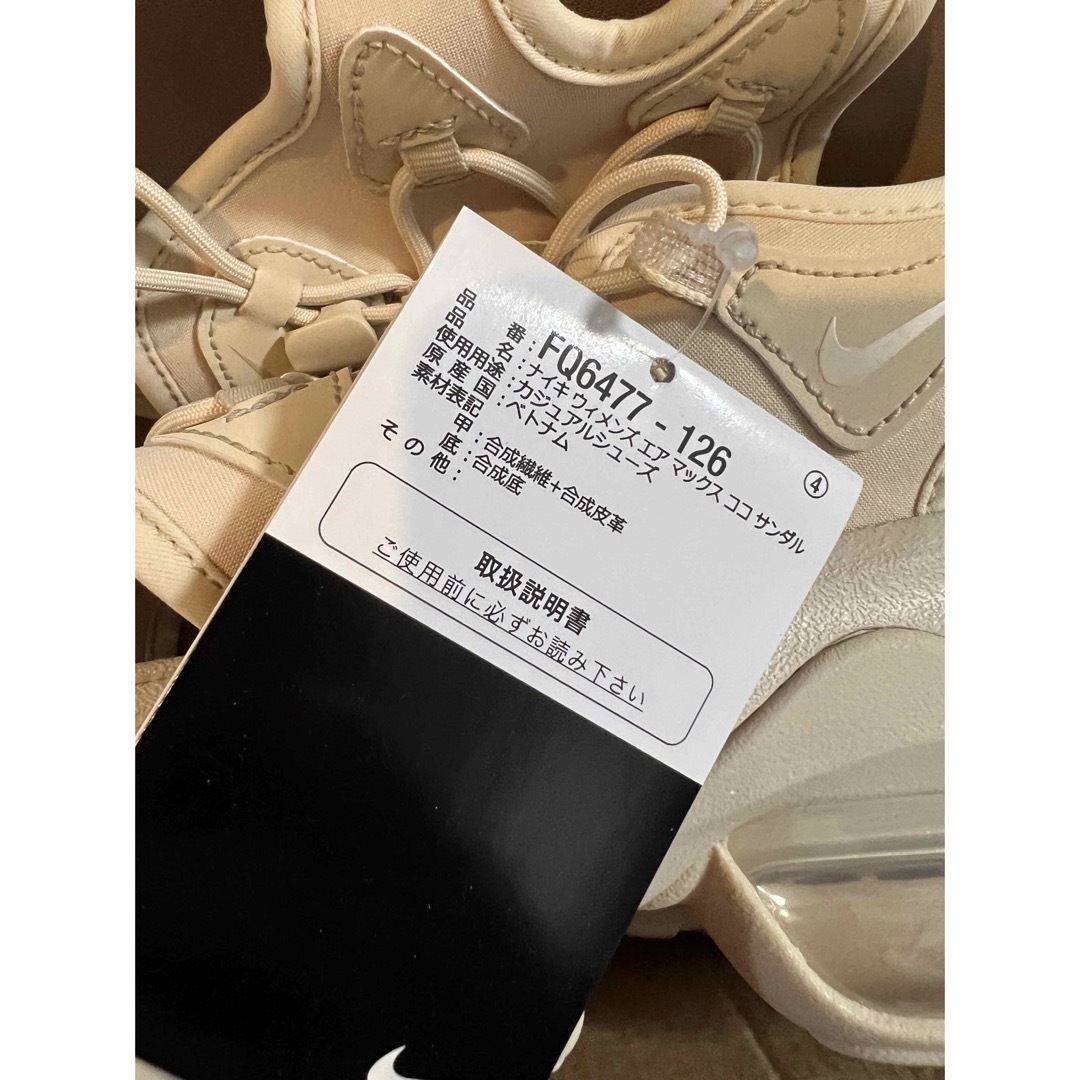 品番：FQ6477 - 126
品名：ナイキ ウィメンズ エア マックス ココ サンダル
使用用途：カジュアルシューズ
原産国：ベトナム
素材表記
甲：合成繊維＋合成皮革
底：合成底
その他：
④
取扱説明書
ご使用前に必ずお読み下さい